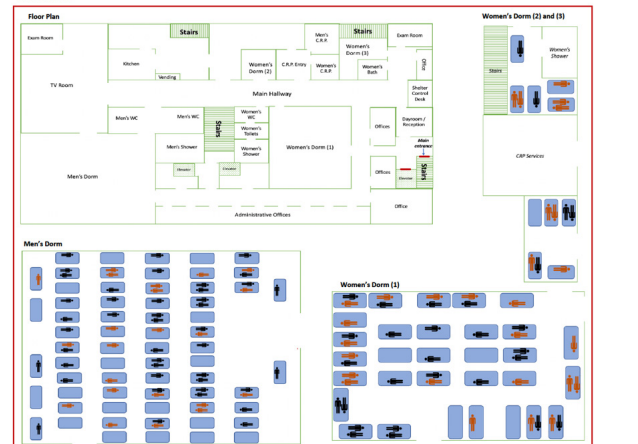 Floor Plan
Women's Dorm (2) and (3)
Exam Room
Stairs
Men's
C.R.P.
Exam Room
Women's
Dorm (3)
Women's
Shower
Kitchen
TV Room
Women's
Dorm (2)
C.R.P. Entry
Women's
C.R.P.
Women's
Bath
Office
Stairs
Vending
Main Hallway
Shelter
Control
Desk
Men's WC
Men's WC
Stairs
Women's
WC
Women's
Toilets
Women's
Shower
Offices
Dayroom /
Reception
Main
entrance
Men's Shower
Women's Dorm (1)
CRP Services
Elevator
Elevator
Offices
Elevator
Stairs
Men's Dorm
Administrative Offices
Office
Men's Dorm
Women's Dorm (1)